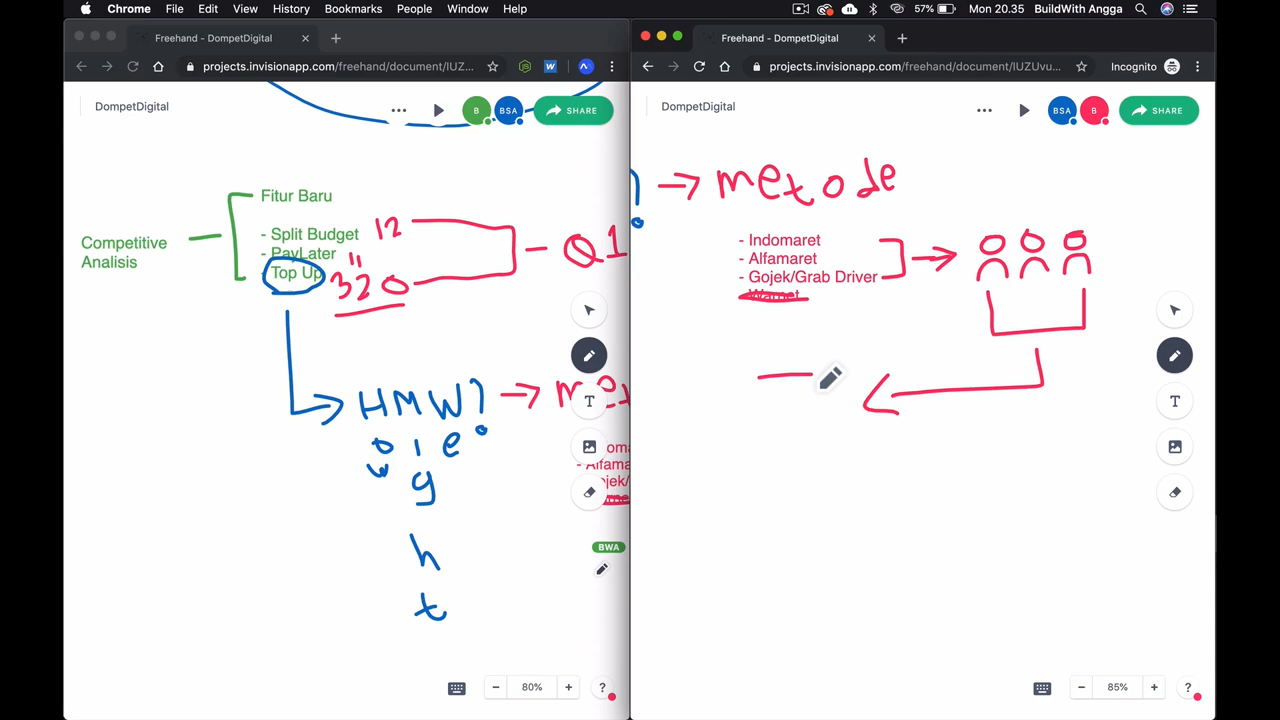 Chrome File Edit View History Bookmarks People Window Help 57% Mon 20.35 BuildWith Angga
Freehand - DompetDigital
projects.invisionapp.com/freehand/document/IUZ...
DompetDigital
B BSA SHARE
Fitur Baru
Competitive
Analisis
- Split Budget 12
- PayLater 11
- Top Up 320
Q1
HMW?
o i e
w g
h
t
- Alfama
BWA
80%
?
Freehand - DompetDigital
projects.invisionapp.com/freehand/document/IUZUvu...
Incognito
DompetDigital
BSA B SHARE
metode
- Indomaret
- Alfamaret
- Gojek/Grab Driver
- Warnet
T
85%
?